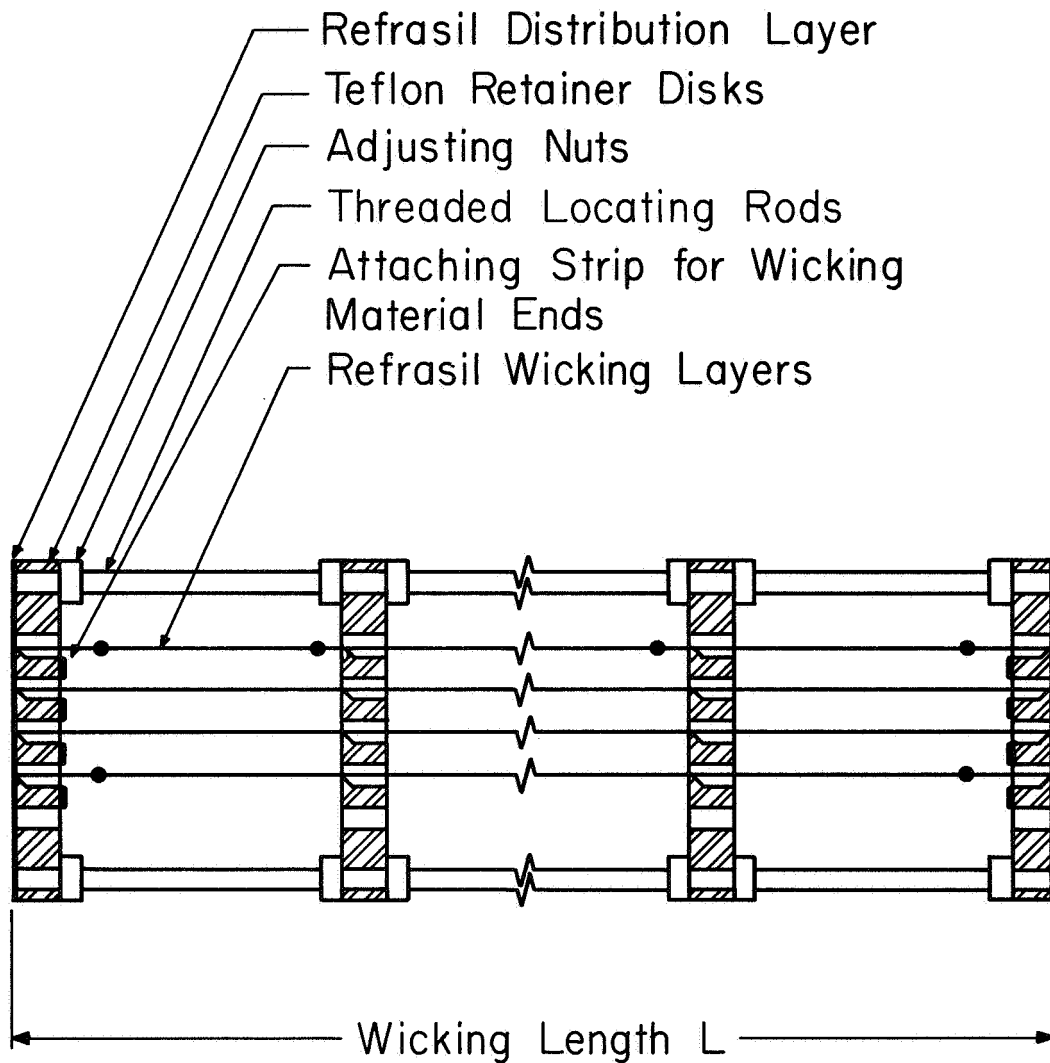 Refrasil Distribution Layer
Teflon Retainer Disks
Adjusting Nuts
Threaded Locating Rods
Attaching Strip for Wicking
Material Ends
Refrasil Wicking Layers
Wicking Length L